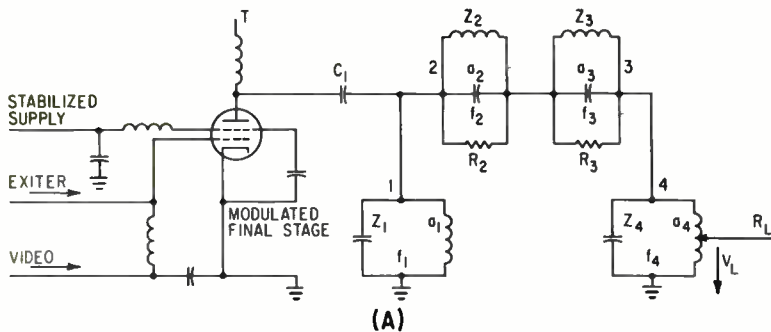 T
Z2
Z3
C1
2
a2
a3
3
f2
f3
STABILIZED
SUPPLY
R2
R3
EXITER
1
4
MODULATED
FINAL STAGE
Z1
a1
Z4
a4
RL
VIDEO
f1
f4
VL
(A)